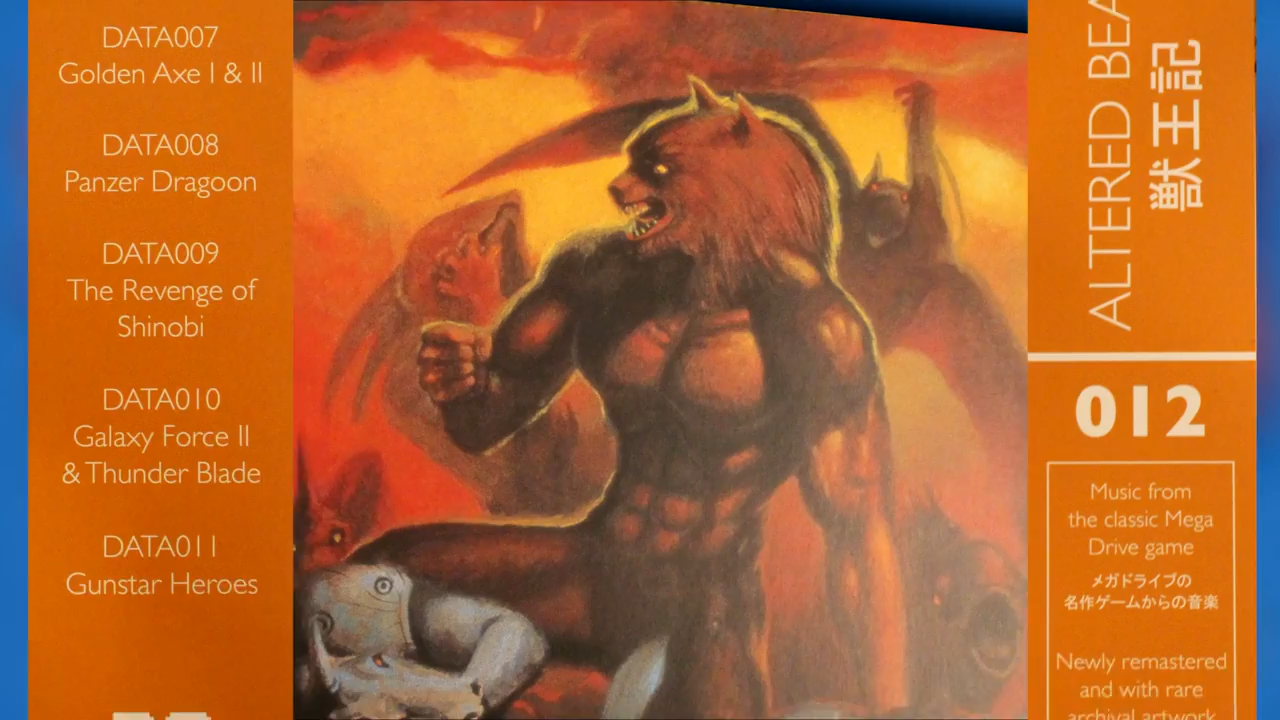 DATA007
Golden Axe I & II
DATA008
Panzer Dragoon
DATA009
The Revenge of
Shinobi
DATA010
Galaxy Force II
& Thunder Blade
DATA011
Gunstar Heroes
ALTERED BEA
獣王記
012
Music from
the classic Mega
Drive game
メガドライブの
名作ゲームからの音楽
Newly remastered
and with rare
archival artwork